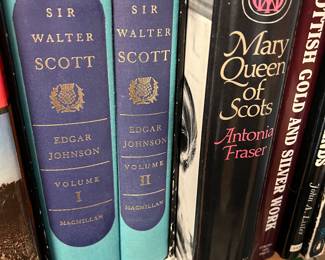 SIR
WALTER
SCOTT
EDGAR
JOHNSON
VOLUME
I
MACMILLAN
SIR
WALTER
SCOTT
EDGAR
JOHNSON
VOLUME
II
MACMILLAN
Mary
Queen
of
Scots
Antonia
Fraser
GOLD AND SILVER WORK